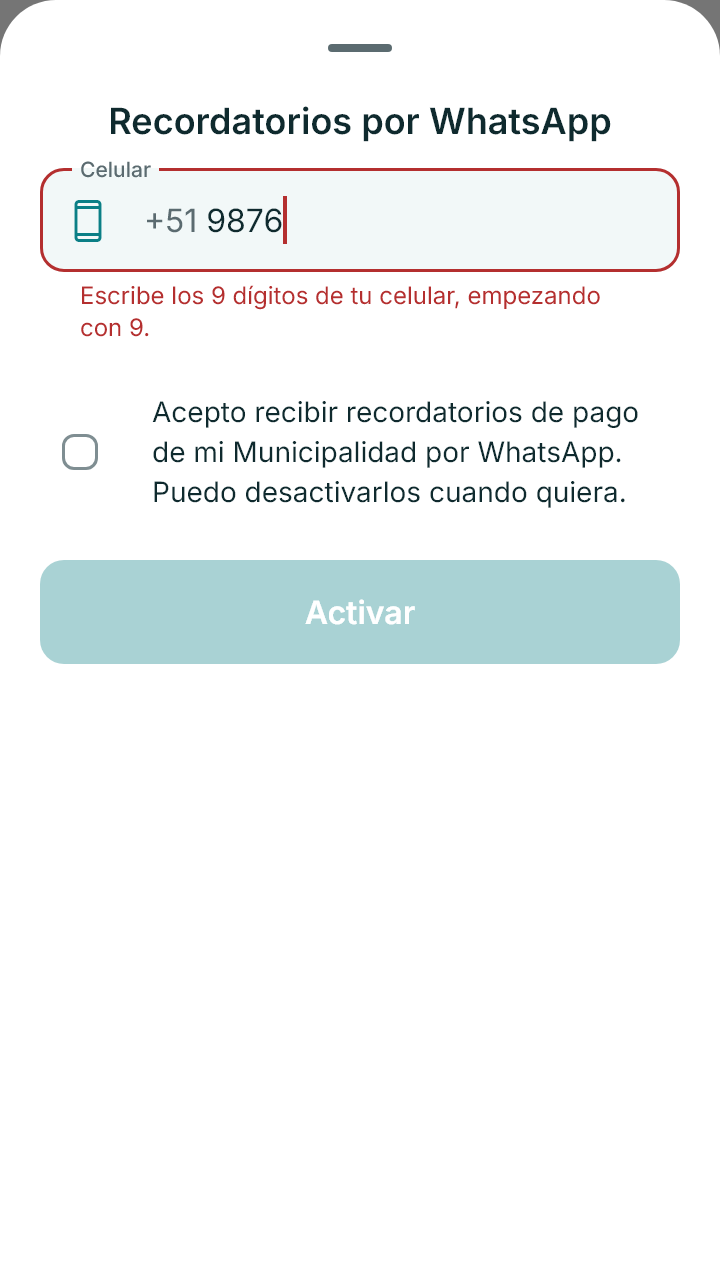 Recordatorios por WhatsApp
Celular
+51 9876
Escribe los 9 dígitos de tu celular, empezando
con 9.
Acepto recibir recordatorios de pago
de mi Municipalidad por WhatsApp.
Puedo desactivarlos cuando quiera.
Activar